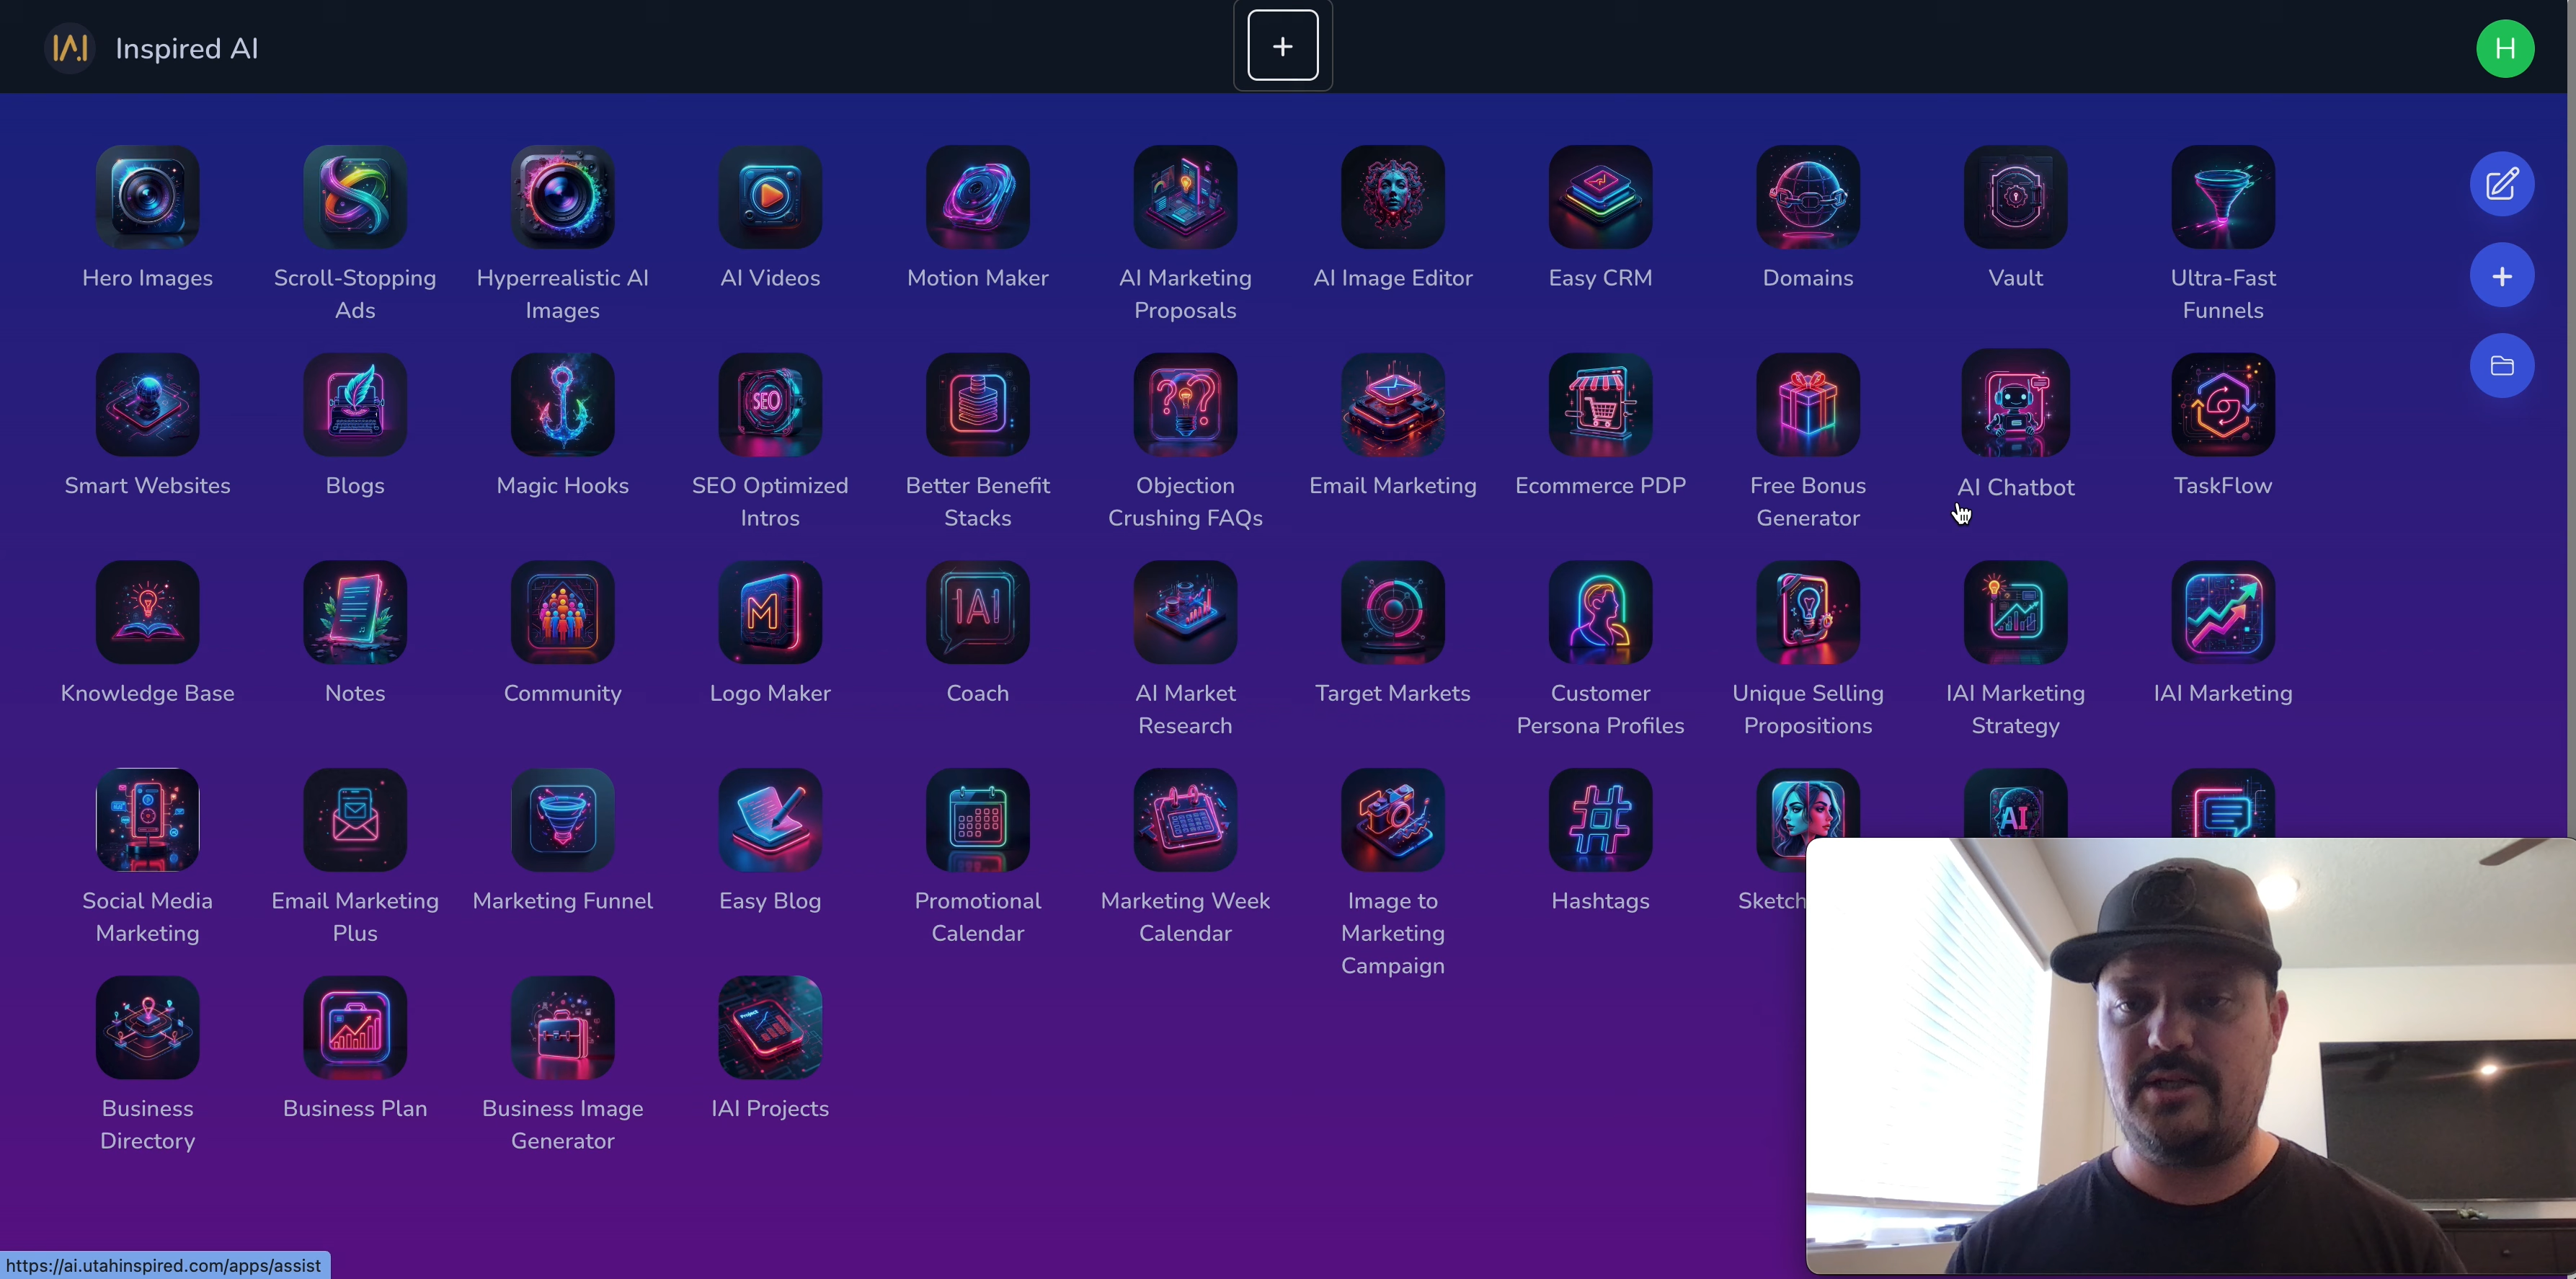 IAI Inspired AI
+
H
Hero Images
Scroll-Stopping
Ads
Hyperrealistic AI
Images
AI Videos
Motion Maker
AI Marketing
Proposals
AI Image Editor
Easy CRM
Domains
Vault
Ultra-Fast
Funnels
Smart Websites
Blogs
Magic Hooks
SEO
SEO Optimized
Intros
Better Benefit
Stacks
Objection
Crushing FAQs
Email Marketing
Ecommerce PDP
Free Bonus
Generator
AI Chatbot
TaskFlow
Knowledge Base
Notes
Community
M
Logo Maker
IAI
Coach
AI Market
Research
Target Markets
Customer
Persona Profiles
Unique Selling
Propositions
IAI Marketing
Strategy
IAI Marketing
Social Media
Marketing
Email Marketing
Plus
Marketing Funnel
Easy Blog
Promotional
Calendar
Marketing Week
Calendar
Image to
Marketing
Campaign
#
Hashtags
Sketch
AI
Business
Directory
Business Plan
Business Image
Generator
Project
IAI Projects
https://ai.utahinspired.com/apps/assist